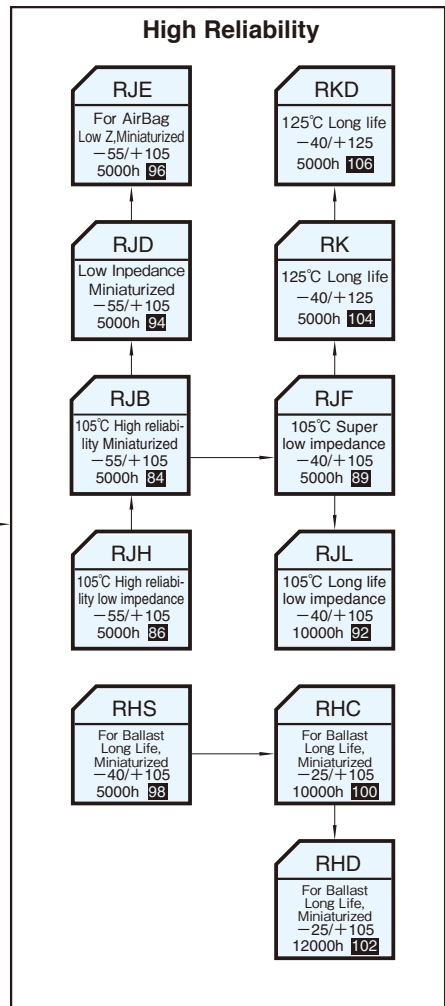 High Reliability
RJE
For AirBag
Low Z,Miniaturized
−55/+105
5000h 96
RKD
125℃ Long life
−40/+125
5000h 106
RJD
Low Inpedance
Miniaturized
−55/+105
5000h 94
RK
125℃ Long life
−40/+125
5000h 104
RJB
105℃ High reliabi-
lity Miniaturized
−55/+105
5000h 84
RJF
105℃ Super
low impedance
−40/+105
5000h 89
RJH
105℃ High reliabi-
lity low impedance
−55/+105
5000h 86
RJL
105℃ Long life
low impedance
−40/+105
10000h 92
RHS
For Ballast
Long Life,
Miniaturized
−40/+105
5000h 98
RHC
For Ballast
Long Life,
Miniaturized
−25/+105
10000h 100
RHD
For Ballast
Long Life,
Miniaturized
−25/+105
12000h 102